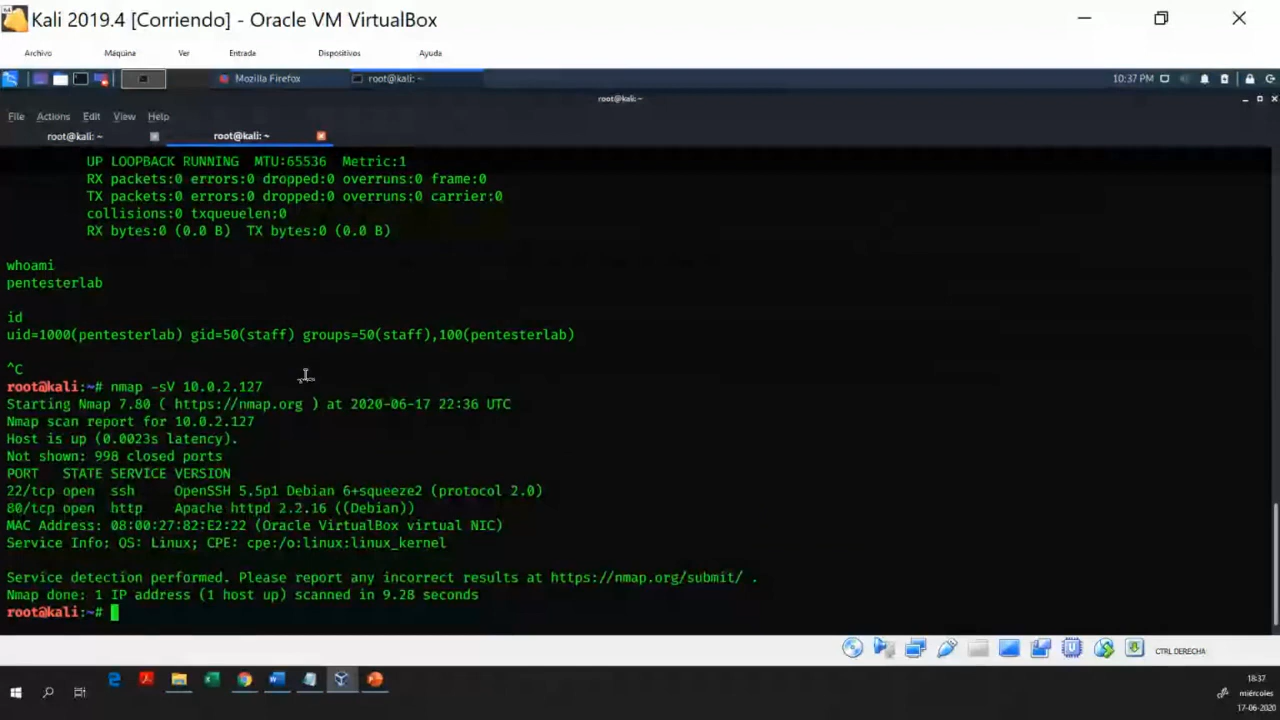 Kali 2019.4 [Corriendo] - Oracle VM VirtualBox
Archivo Máquina Ver Entrada Dispositivos Ayuda
Mozilla Firefox root@kali: ~ 10:37 PM
root@kali: ~
File Actions Edit View Help
root@kali: ~ root@kali: ~
UP LOOPBACK RUNNING MTU:65536 Metric:1
RX packets:0 errors:0 dropped:0 overruns:0 frame:0
TX packets:0 errors:0 dropped:0 overruns:0 carrier:0
collisions:0 txqueuelen:0
RX bytes:0 (0.0 B) TX bytes:0 (0.0 B)
whoami
pentesterlab
id
uid=1000(pentesterlab) gid=50(staff) groups=50(staff),100(pentesterlab)
^C
root@kali:~# nmap -sV 10.0.2.127
Starting Nmap 7.80 ( https://nmap.org ) at 2020-06-17 22:36 UTC
Nmap scan report for 10.0.2.127
Host is up (0.0023s latency).
Not shown: 998 closed ports
PORT STATE SERVICE VERSION
22/tcp open ssh OpenSSH 5.5p1 Debian 6+squeeze2 (protocol 2.0)
80/tcp open http Apache httpd 2.2.16 ((Debian))
MAC Address: 08:00:27:82:E2:22 (Oracle VirtualBox virtual NIC)
Service Info: OS: Linux; CPE: cpe:/o:linux:linux_kernel
Service detection performed. Please report any incorrect results at https://nmap.org/submit/ .
Nmap done: 1 IP address (1 host up) scanned in 9.28 seconds
root@kali:~#
CTRL DERECHA
18:37
miércoles
17-06-2020